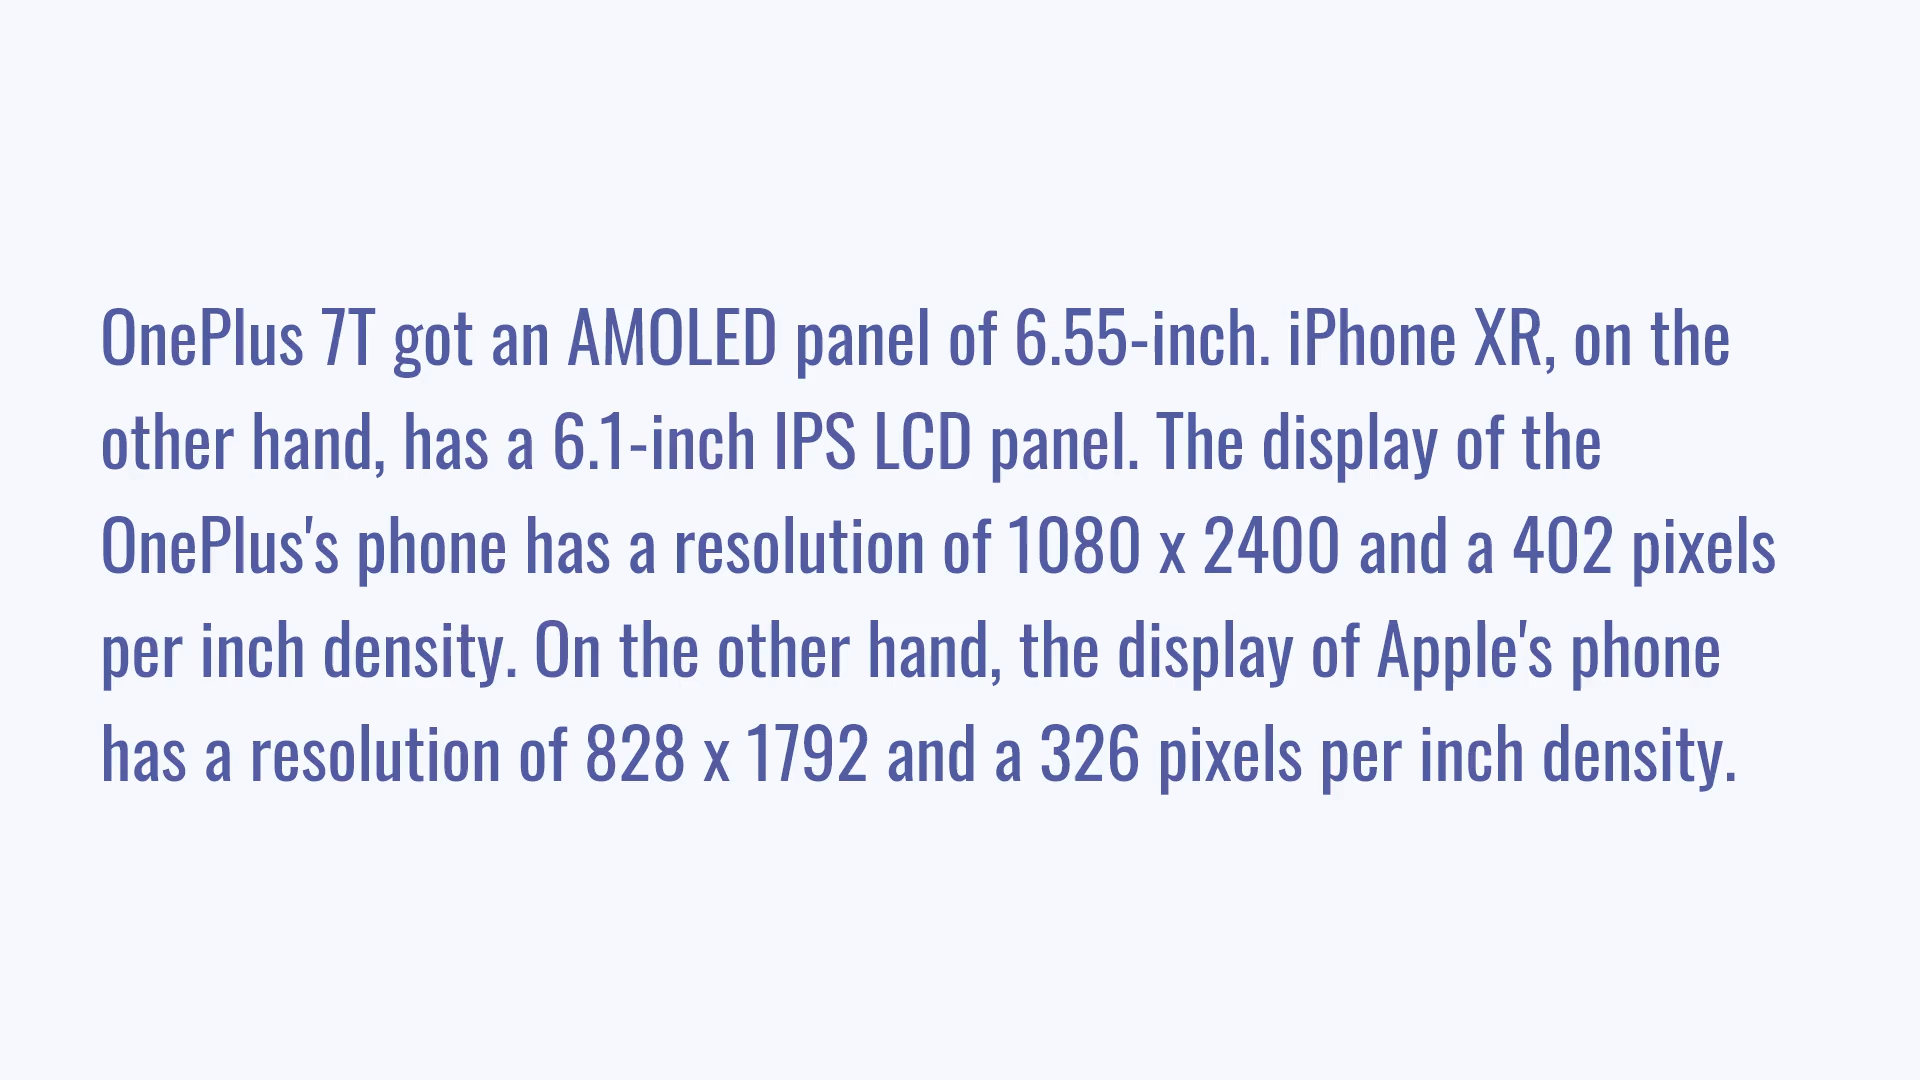 OnePlus 7T got an AMOLED panel of 6.55-inch. iPhone XR, on the
other hand, has a 6.1-inch IPS LCD panel. The display of the
OnePlus's phone has a resolution of 1080 x 2400 and a 402 pixels
per inch density. On the other hand, the display of Apple's phone
has a resolution of 828 x 1792 and a 326 pixels per inch density.